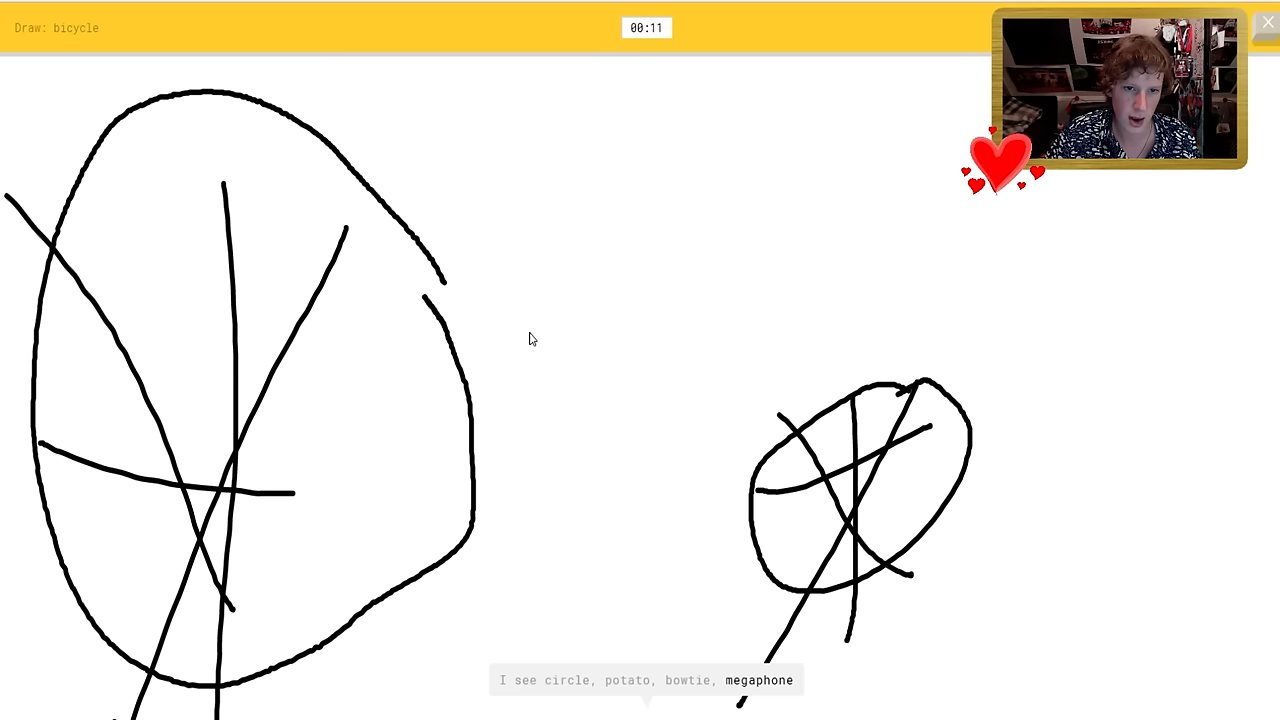 Draw: bicycle
00:11
I see circle, potato, bowtie, megaphone